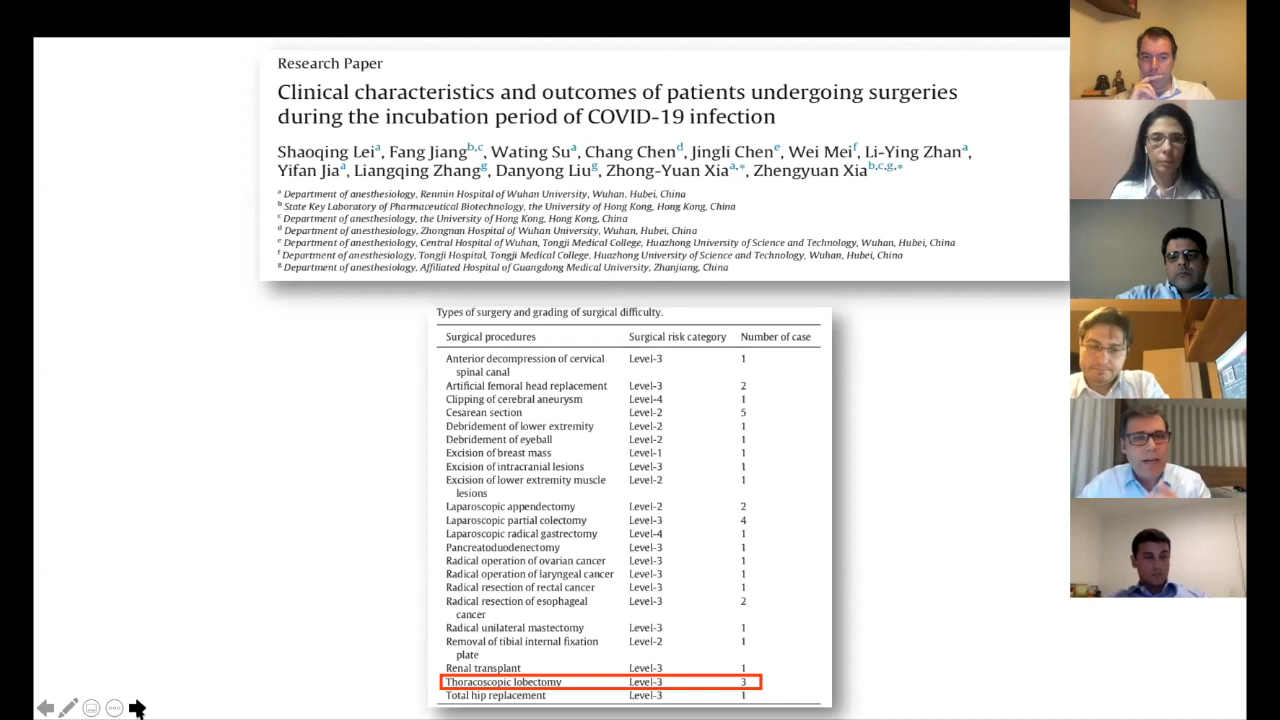 Research Paper
Clinical characteristics and outcomes of patients undergoing surgeries
during the incubation period of COVID-19 infection
Shaoqing Leiᵃ, Fang Jiangᵇ,ᶜ, Wating Suᵃ, Chang Chenᵈ, Jingli Chenᵉ, Wei Meiᶠ, Li-Ying Zhanᵃ,
Yifan Jiaᵃ, Liangqing Zhangᵍ, Danyong Liuᵍ, Zhong-Yuan Xiaᵃ,*, Zhengyuan Xiaᵇ,ᶜ,ᵍ,*
ᵃ Department of anesthesiology, Renmin Hospital of Wuhan University, Wuhan, Hubei, China
ᵇ State Key Laboratory of Pharmaceutical Biotechnology, the University of Hong Kong, Hong Kong, China
ᶜ Department of anesthesiology, the University of Hong Kong, Hong Kong, China
ᵈ Department of anesthesiology, Zhongnan Hospital of Wuhan University, Wuhan, Hubei, China
ᵉ Department of anesthesiology, Central Hospital of Wuhan, Tongji Medical College, Huazhong University of Science and Technology, Wuhan, Hubei, China
ᶠ Department of anesthesiology, Tongji Hospital, Tongji Medical College, Huazhong University of Science and Technology, Wuhan, Hubei, China
ᵍ Department of anesthesiology, Affiliated Hospital of Guangdong Medical University, Zhanjiang, China
Types of surgery and grading of surgical difficulty.
Surgical procedures Surgical risk category Number of case
Anterior decompression of cervical Level-3 1
spinal canal
Artificial femoral head replacement Level-3 2
Clipping of cerebral aneurysm Level-4 1
Cesarean section Level-2 5
Debridement of lower extremity Level-2 1
Debridement of eyeball Level-2 1
Excision of breast mass Level-1 1
Excision of intracranial lesions Level-3 1
Excision of lower extremity muscle Level-2 1
lesions
Laparoscopic appendectomy Level-2 2
Laparoscopic partial colectomy Level-3 4
Laparoscopic radical gastrectomy Level-4 1
Pancreatoduodenectomy Level-3 1
Radical operation of ovarian cancer Level-3 1
Radical operation of laryngeal cancer Level-3 1
Radical resection of rectal cancer Level-3 1
Radical resection of esophageal Level-3 2
cancer
Radical unilateral mastectomy Level-3 1
Removal of tibial internal fixation Level-2 1
plate
Renal transplant Level-3 1
Thoracoscopic lobectomy Level-3 3
Total hip replacement Level-3 1